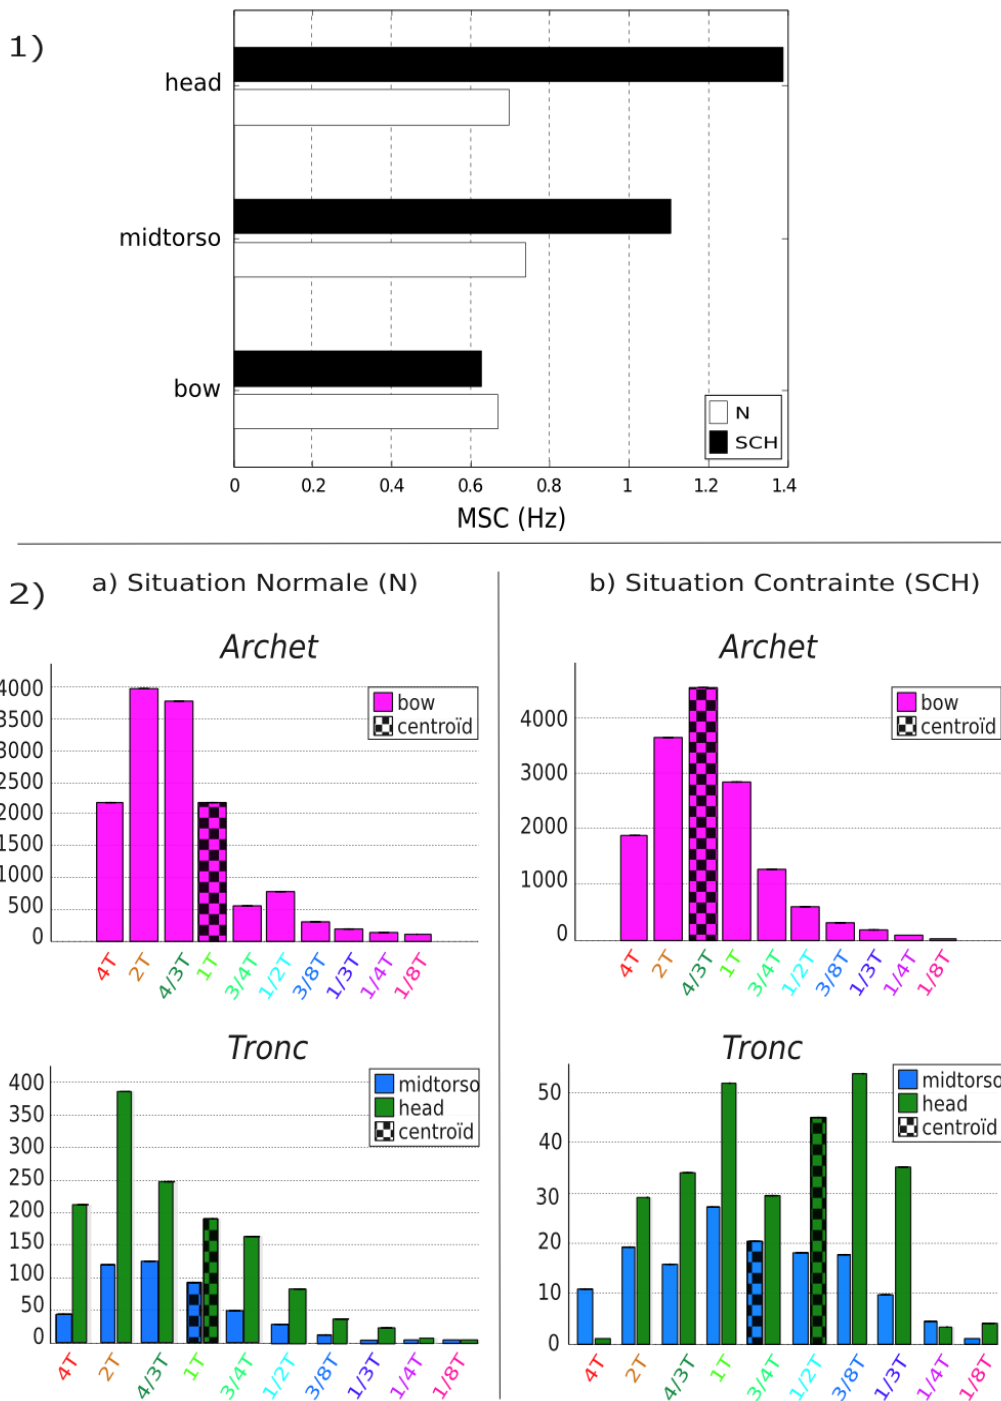 1)
head
midtorso
bow
N
SCH
0 0.2 0.4 0.6 0.8 1 1.2 1.4
MSC (Hz)
2)
a) Situation Normale (N)
Archet
4000
3500
3000
2500
2000
1500
1000
500
0
bow
centroïd
4T 2T 4/3T 1T 3/4T 1/2T 3/8T 1/3T 1/4T 1/8T
Tronc
400
350
300
250
200
150
100
50
0
midtorso
head
centroïd
4T 2T 4/3T 1T 3/4T 1/2T 3/8T 1/3T 1/4T 1/8T
b) Situation Contrainte (SCH)
Archet
4000
3000
2000
1000
0
bow
centroïd
4T 2T 4/3T 1T 3/4T 1/2T 3/8T 1/3T 1/4T 1/8T
Tronc
50
40
30
20
10
0
midtorso
head
centroïd
4T 2T 4/3T 1T 3/4T 1/2T 3/8T 1/3T 1/4T 1/8T